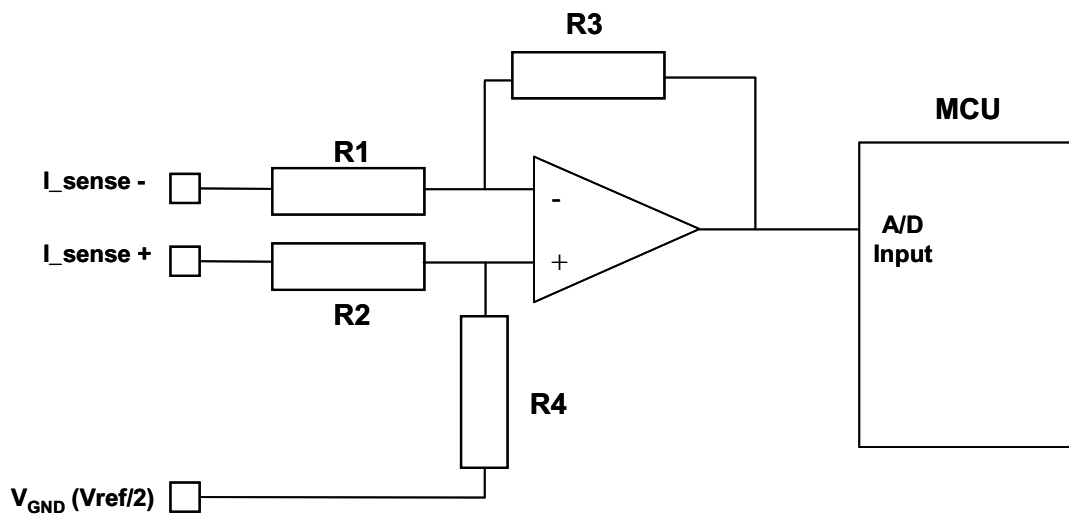 R3
MCU
R1
I_sense -
-
A/D
Input
I_sense +
+
R2
R4
VGND (Vref/2)